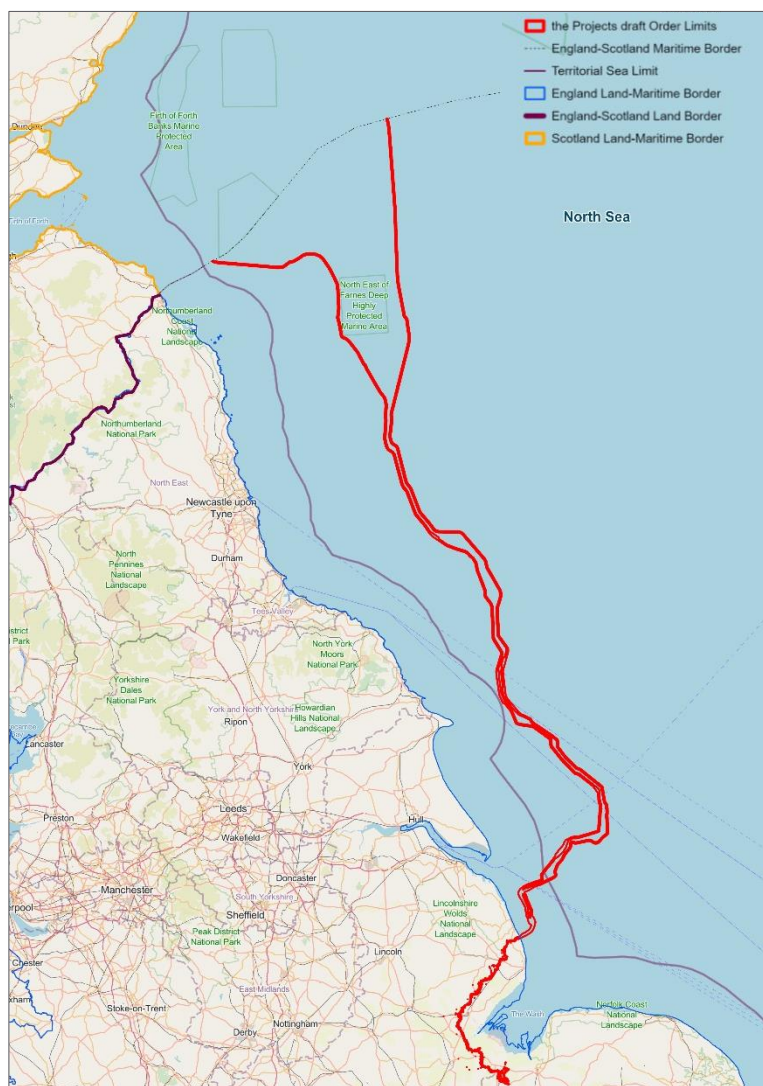 the Projects draft Order Limits
England-Scotland Maritime Border
Territorial Sea Limit
England Land-Maritime Border
England-Scotland Land Border
Scotland Land-Maritime Border
Firth of Forth
Banks Marine
Protected
Area
Dundee
Firth of Forth
North Sea
North East of
Farnes Deep
Highly
Protected
Marine Area
Northumberland
Coast
National
Landscape
Northumberland
National Park
North East
Newcastle upon
Tyne
Durham
North
Pennines
National
Landscape
Tees Valley
North York
Moors
National Park
Yorkshire
Dales
National Park
York and North Yorkshire
Ripon
Howardian
Hills National
Landscape
Lancaster
York
Preston
Leeds
Wakefield
Hull
Doncaster
Manchester
South Yorkshire
Sheffield
Peak District
National Park
Lincolnshire
Wolds
National
Landscape
Lincoln
Chester
East Midlands
Stoke-on-Trent
Nottingham
Derby
The Wash
Norfolk Coast
National
Landscape